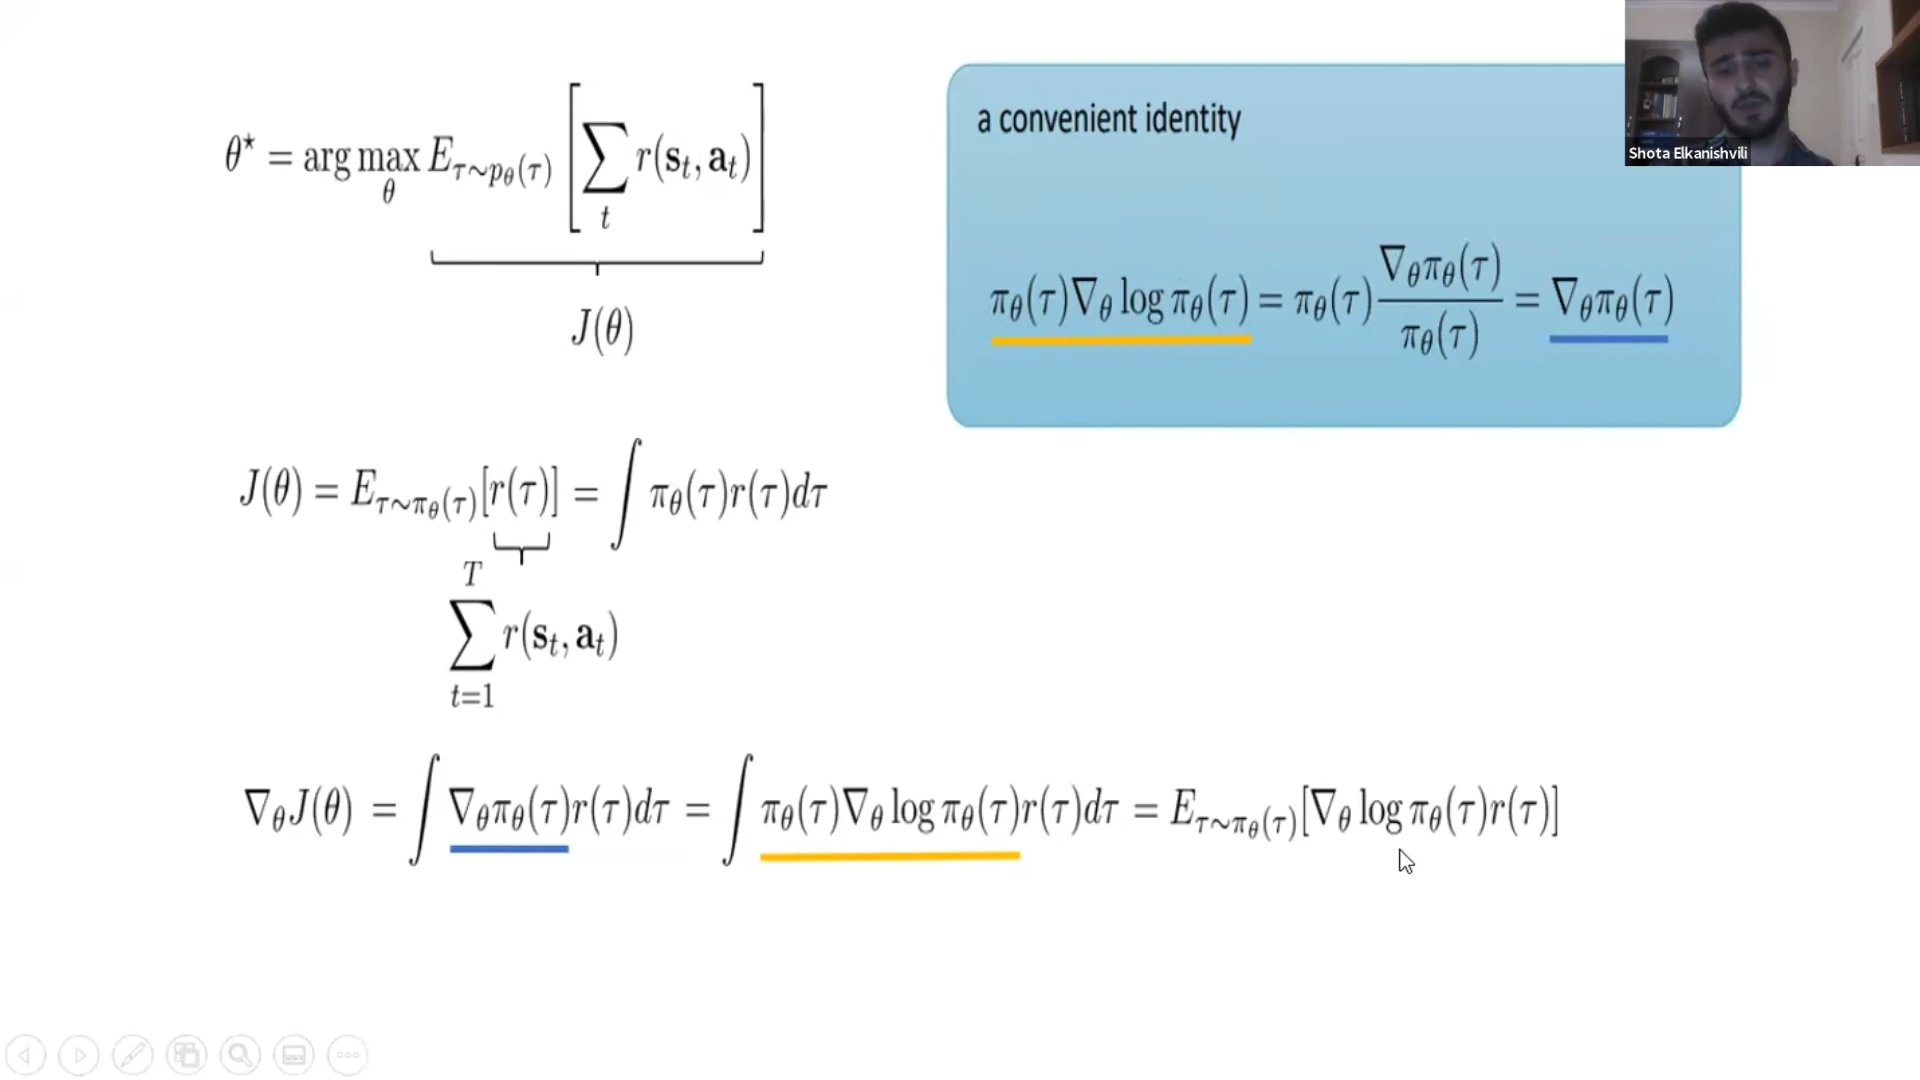 θ* = arg max_θ E_{τ∼p_θ(τ)} [∑_t r(s_t, a_t)]
J(θ)
a convenient identity
π_θ(τ)∇_θ log π_θ(τ) = π_θ(τ) ∇_θπ_θ(τ) / π_θ(τ) = ∇_θπ_θ(τ)
Shota Elkanishvili
J(θ) = E_{τ∼π_θ(τ)}[r(τ)] = ∫ π_θ(τ)r(τ)dτ
∑_{t=1}^{T} r(s_t, a_t)
∇_θJ(θ) = ∫ ∇_θπ_θ(τ)r(τ)dτ = ∫ π_θ(τ)∇_θ log π_θ(τ)r(τ)dτ = E_{τ∼π_θ(τ)}[∇_θ log π_θ(τ)r(τ)]